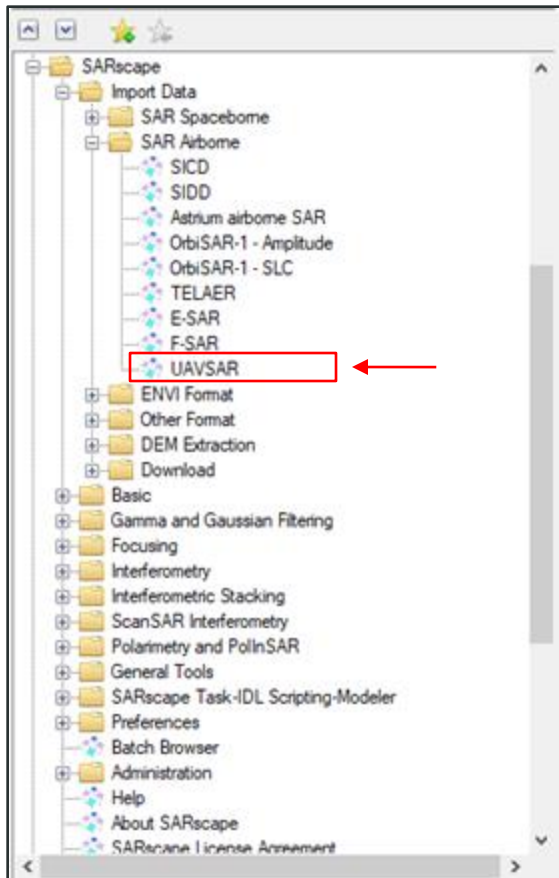 SARscape
Import Data
SAR Spaceborne
SAR Airborne
SICD
SIDD
Astrium airborne SAR
OrbiSAR-1 - Amplitude
OrbiSAR-1 - SLC
TELAER
E-SAR
F-SAR
UAVSAR
ENVI Format
Other Format
DEM Extraction
Download
Basic
Gamma and Gaussian Filtering
Focusing
Interferometry
Interferometric Stacking
ScanSAR Interferometry
Polarimetry and PolInSAR
General Tools
SARscape Task-IDL Scripting-Modeler
Preferences
Batch Browser
Administration
Help
About SARscape
SARscape License Agreement